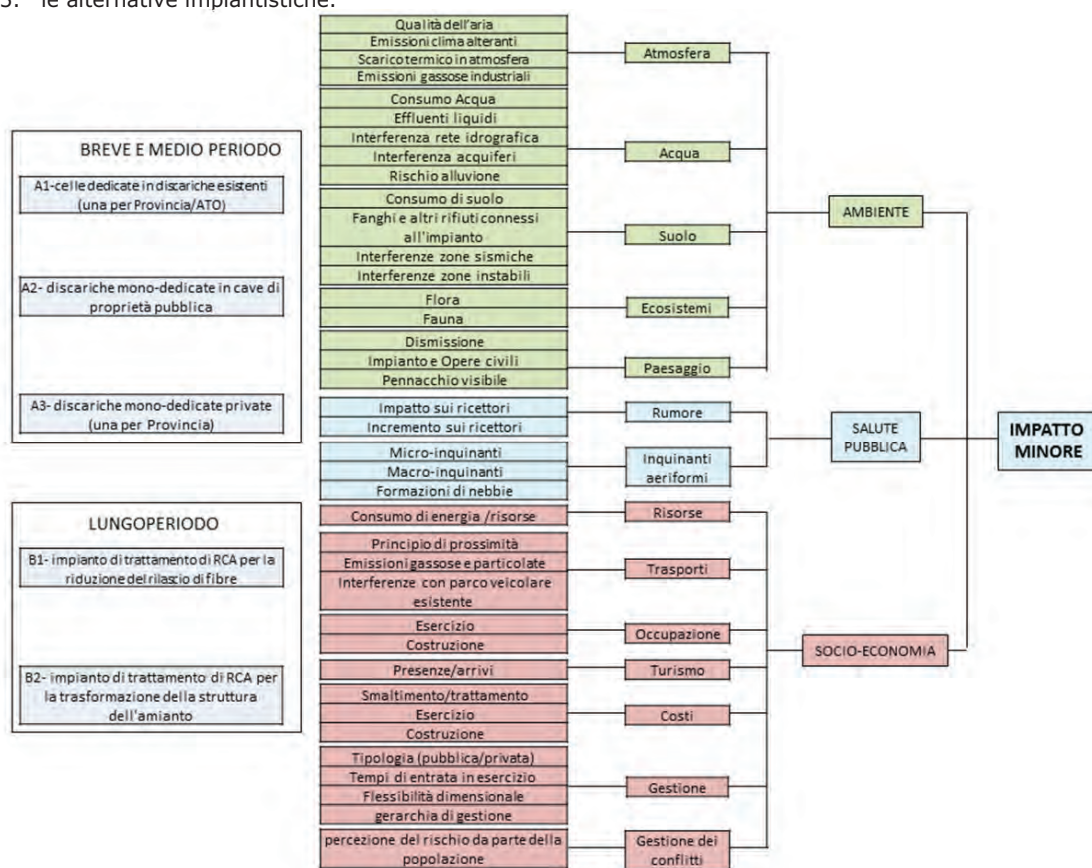 3. le alternative impiantistiche.
BREVE E MEDIO PERIODO
A1-celle dedicate in discariche esistenti
(una per Provincia/ATO)
A2- discariche mono-dedicate in cave di
proprietà pubblica
A3- discariche mono-dedicate private
(una per Provincia)
LUNGO PERIODO
B1- impianto di trattamento di RCA per la
riduzione del rilascio di fibre
B2- impianto di trattamento di RCA per
la trasformazione della struttura
dell'amianto
Qualità dell'aria
Emissioni clima alteranti
Scarico termico in atmosfera
Emissioni gassose industriali
Consumo Acqua
Effluenti liquidi
Interferenza rete idrografica
Interferenza acquiferi
Rischio alluvione
Consumo di suolo
Fanghi e altri rifiuti connessi
all'impianto
Interferenze zone sismiche
Interferenze zone instabili
Flora
Fauna
Dismissione
Impianto e Opere civili
Pennacchio visibile
Impatto sui ricettori
Incremento sui ricettori
Micro-inquinanti
Macro-inquinanti
Formazioni di nebbie
Consumo di energia /risorse
Principio di prossimità
Emissioni gassose e particolate
Interferenze con parco veicolare
esistente
Esercizio
Costruzione
Presenze/arrivi
Smaltimento/trattamento
Esercizio
Costruzione
Tipologia (pubblica/privata)
Tempi di entrata in esercizio
Flessibilità dimensionale
gerarchia di gestione
percezione del rischio da parte della
popolazione
Atmosfera
Acqua
Suolo
Ecosistemi
Paesaggio
Rumore
Inquinanti
aeriformi
Risorse
Trasporti
Occupazione
Turismo
Costi
Gestione
Gestione dei
conflitti
AMBIENTE
SALUTE
PUBBLICA
SOCIO-ECONOMIA
IMPATTO
MINORE